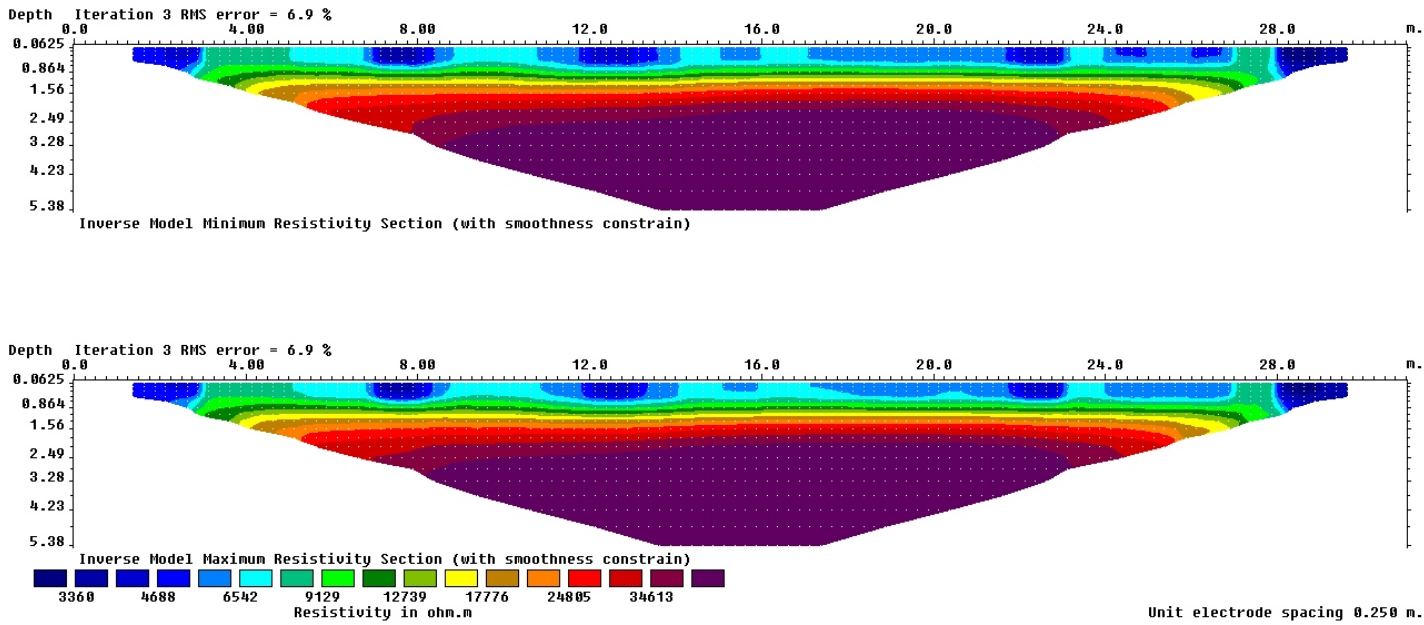 Depth Iteration 3 RMS error = 6.9 %
0.0 4.00 8.00 12.0 16.0 20.0 24.0 28.0 m.
0.0625
0.864
1.56
2.49
3.28
4.23
5.38
Inverse Model Minimum Resistivity Section (with smoothness constrain)
Depth Iteration 3 RMS error = 6.9 %
0.0 4.00 8.00 12.0 16.0 20.0 24.0 28.0 m.
0.0625
0.864
1.56
2.49
3.28
4.23
5.38
Inverse Model Maximum Resistivity Section (with smoothness constrain)
3360 4688 6542 9129 12739 17776 24805 34613
Resistivity in ohm.m Unit electrode spacing 0.250 m.